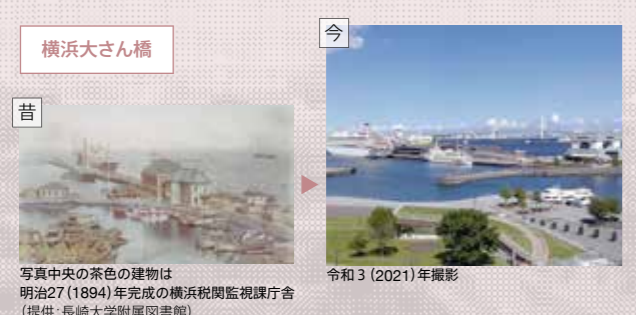 横浜大さん橋
昔
今
写真中央の茶色の建物は
明治27(1894)年完成の横浜税関監視課庁舎
(提供:長崎大学附属図書館)
令和3(2021)年撮影